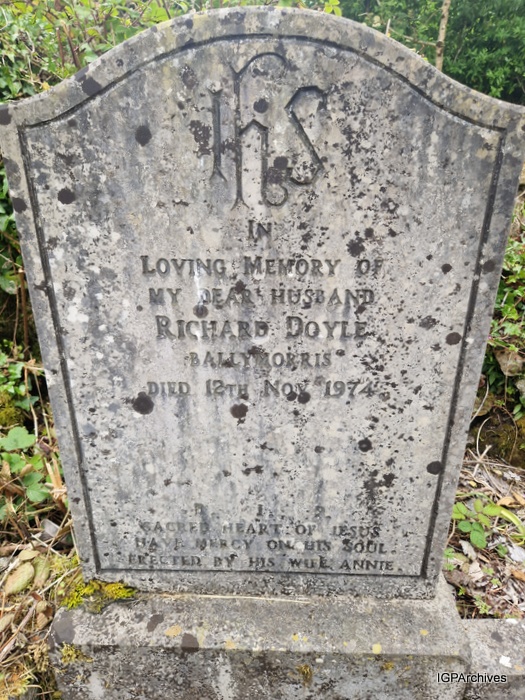 IHS
IN
LOVING MEMORY OF
MY DEAR HUSBAND
RICHARD DOYLE
BALLYMORRIS
DIED 12TH NOV 1974
R. I. P.
SACRED HEART OF JESUS
HAVE MERCY ON HIS SOUL
ERECTED BY HIS WIFE ANNIE.
IGPArchives